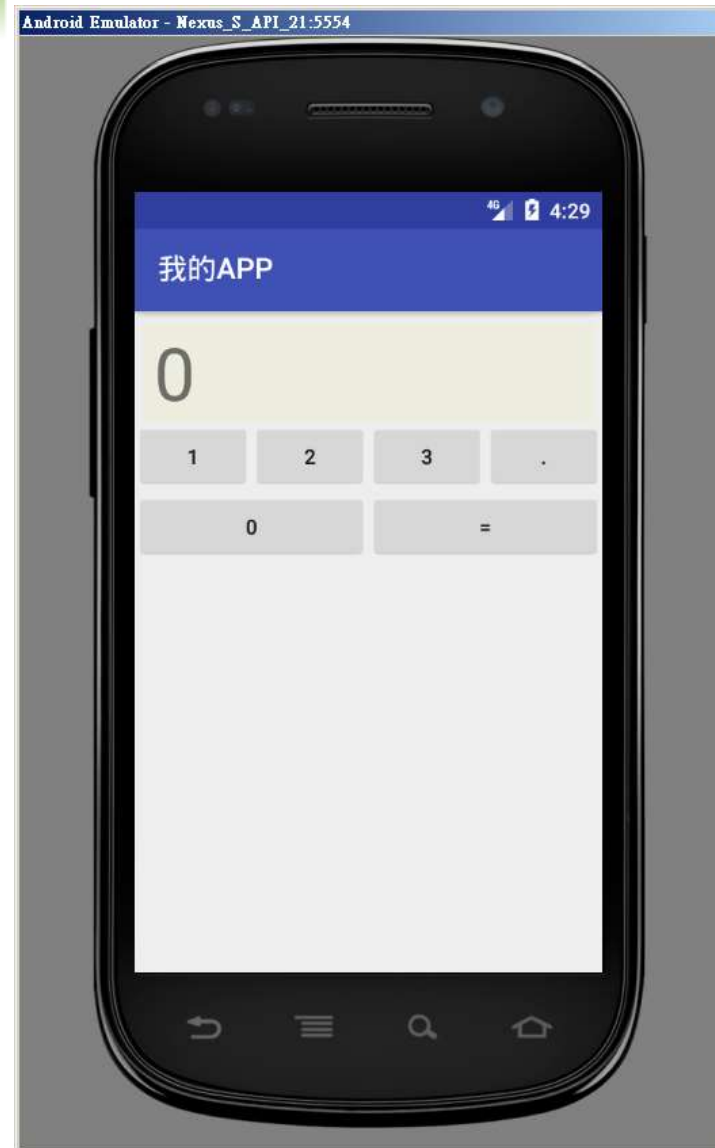 Android Emulator - Nexus_S_API_21:5554
4G 4:29
我的APP
0
1 2 3 .
0 =